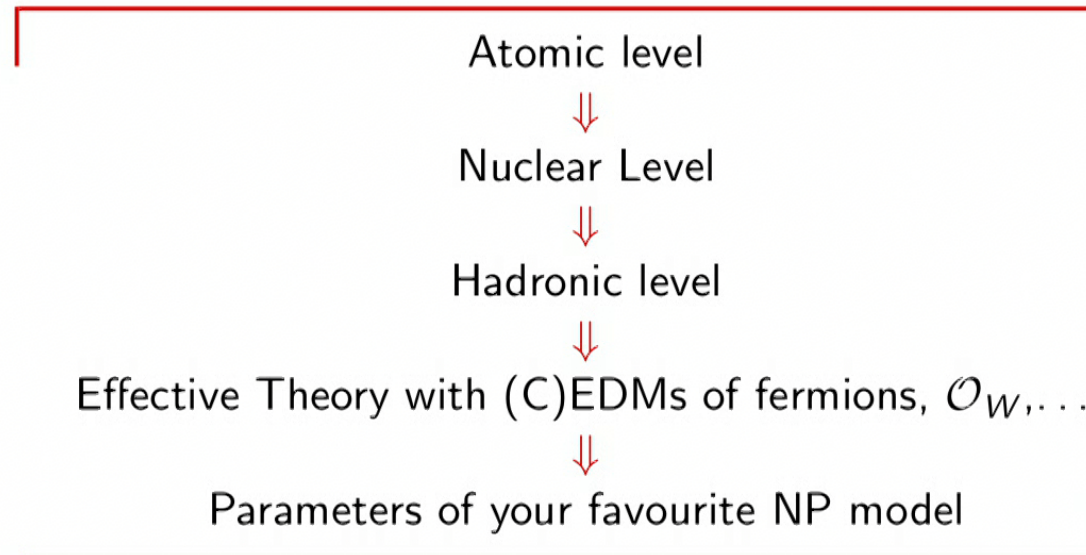 Atomic level
⇓
Nuclear Level
⇓
Hadronic level
⇓
Effective Theory with (C)EDMs of fermions, 𝒪_W,...
⇓
Parameters of your favourite NP model